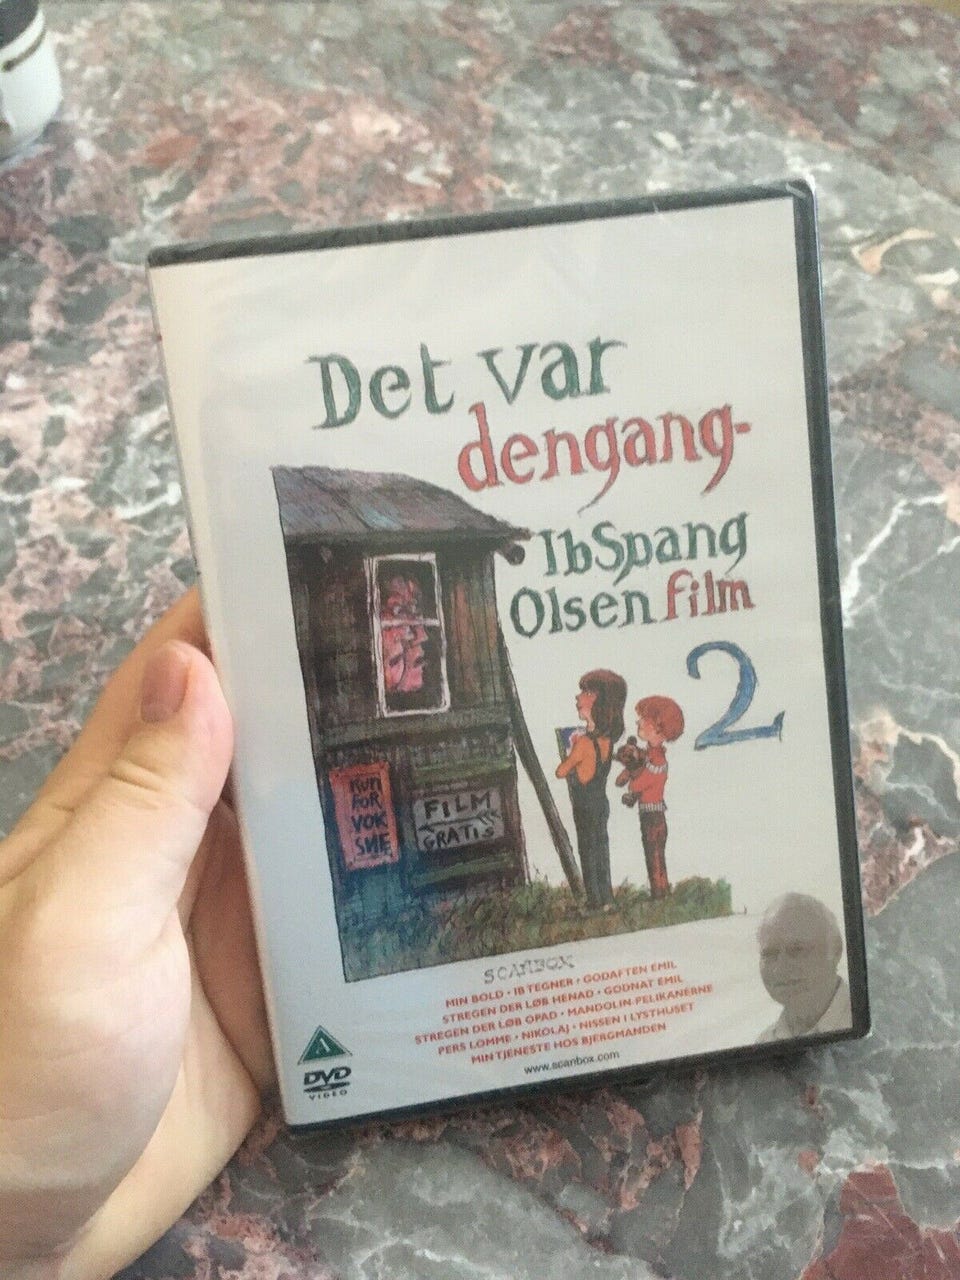 Det var
dengang-
Ib Spang
Olsen film
2
KUN
FOR
VOK
SNE
FILM
GRATIS
SCANBOX
MIN BOLD · IB TEGNER · GODAFTEN EMIL
STREGEN DER LØB HENAD · GODNAT EMIL
STREGEN DER LØB OPAD · MANDOLIN-PELIKANERNE
PERS LOMME · NIKOLAJ · NISSEN I LYSTHUSET
MIN TJENESTE HOS BJERGMANDEN
www.scanbox.com
A
DVD
VIDEO